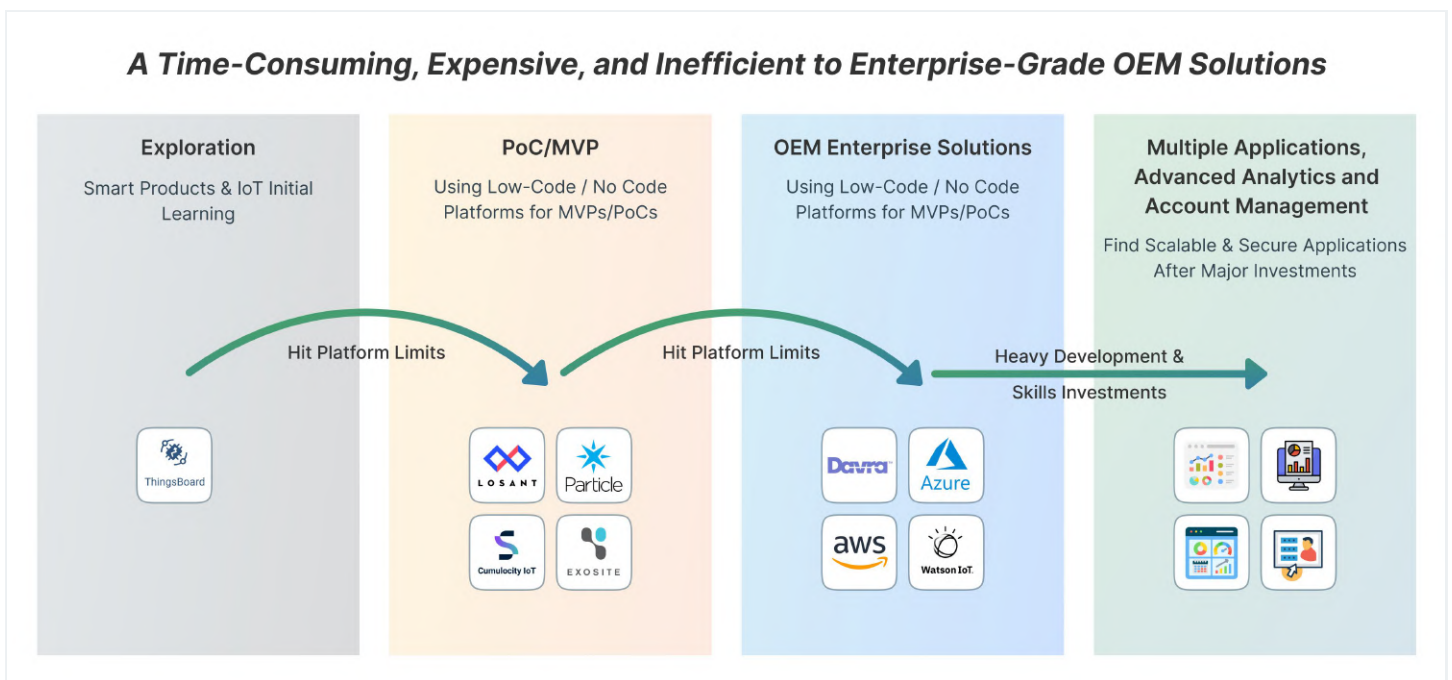 A Time-Consuming, Expensive, and Inefficient to Enterprise-Grade OEM Solutions
Exploration
Smart Products & IoT Initial
Learning
PoC/MVP
Using Low-Code / No Code
Platforms for MVPs/PoCs
OEM Enterprise Solutions
Using Low-Code / No Code
Platforms for MVPs/PoCs
Multiple Applications,
Advanced Analytics and
Account Management
Find Scalable & Secure Applications
After Major Investments
Hit Platform Limits
Hit Platform Limits
Heavy Development &
Skills Investments
ThingsBoard
LOSANT
Particle
Cumulocity IoT
EXOSITE
Davra™
Azure
aws
Watson IoT.